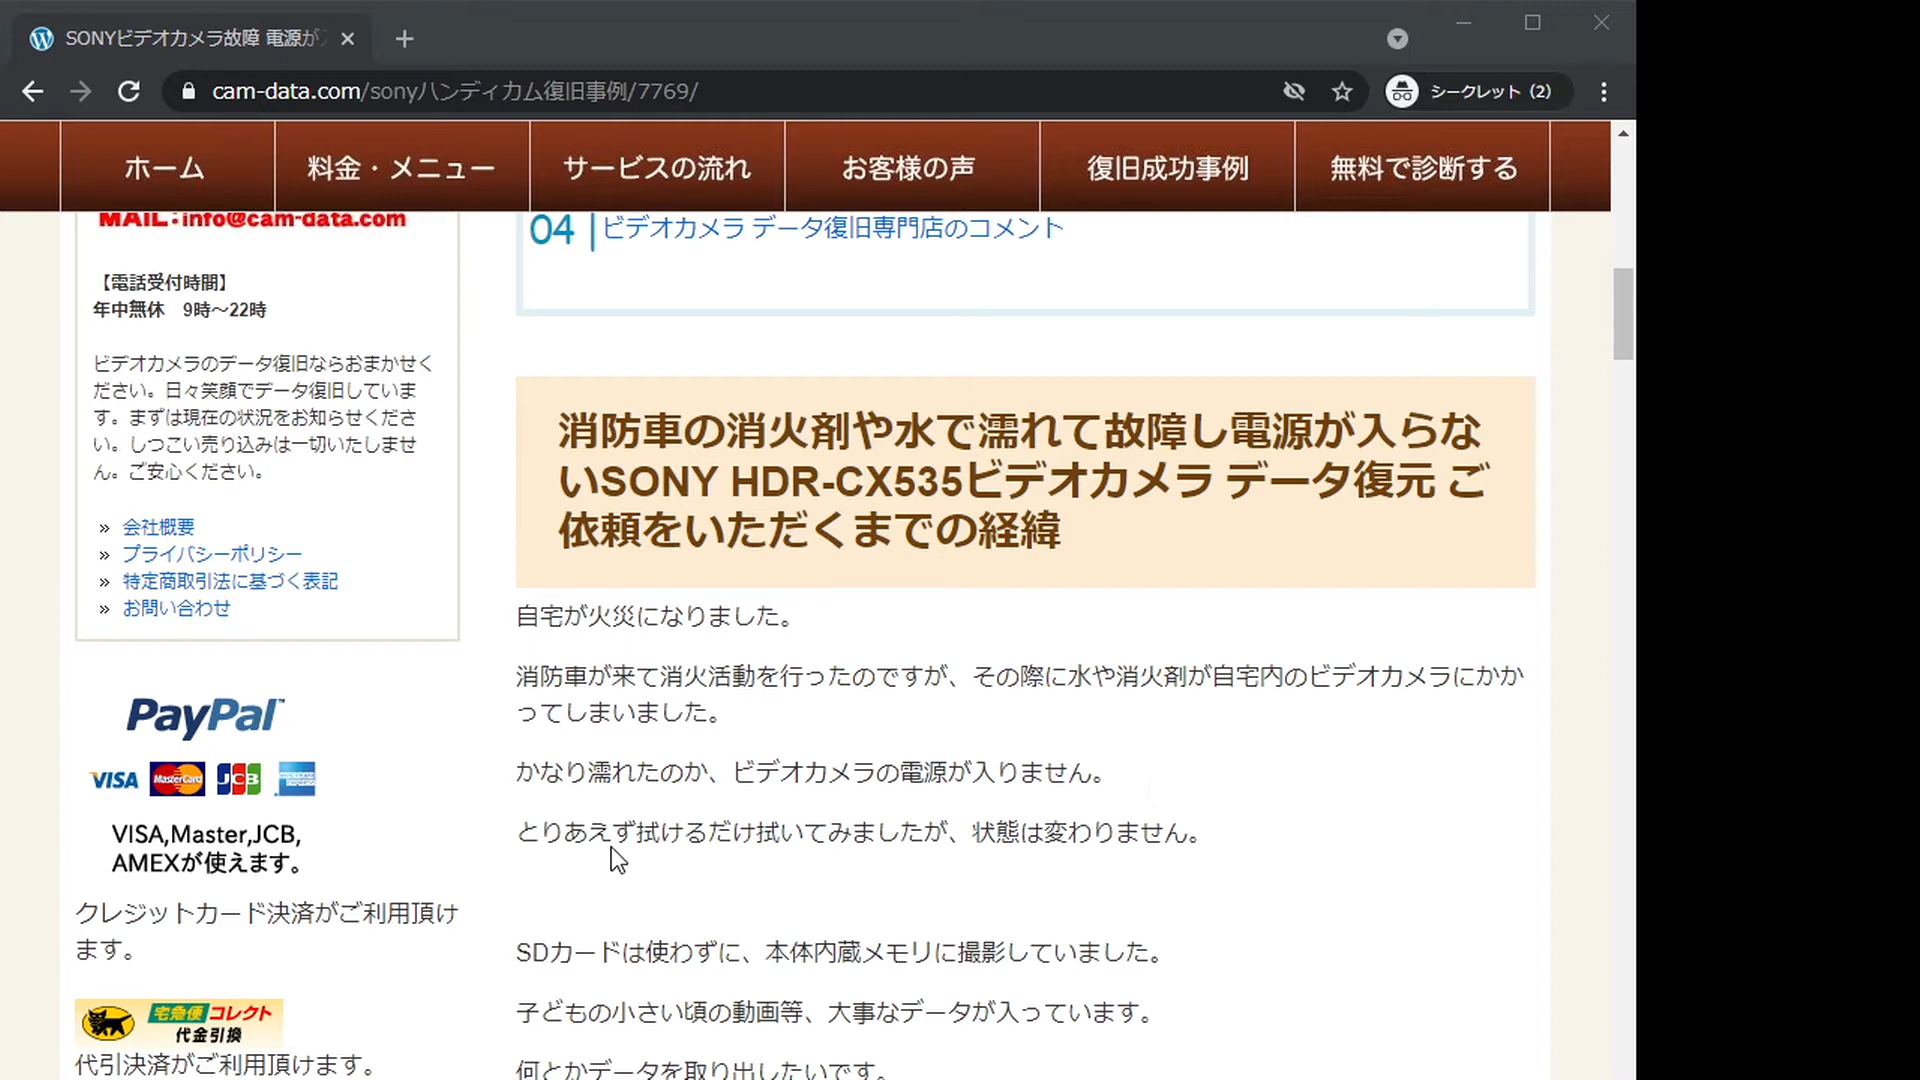 SONYビデオカメラ故障 電源が
cam-data.com/sonyハンディカム復旧事例/7769/
シークレット (2)
ホーム
料金・メニュー
サービスの流れ
お客様の声
復旧成功事例
無料で診断する
MAIL:info@cam-data.com
【電話受付時間】
年中無休　9時～22時
ビデオカメラのデータ復旧ならおまかせく
ださい。日々笑顔でデータ復旧していま
す。まずは現在の状況をお知らせくださ
い。しつこい売り込みは一切いたしませ
ん。ご安心ください。
» 会社概要
» プライバシーポリシー
» 特定商取引法に基づく表記
» お問い合わせ
PayPal™
VISA MasterCard JCB
VISA,Master,JCB,
AMEXが使えます。
クレジットカード決済がご利用頂け
ます。
宅急便コレクト
代金引換
代引決済がご利用頂けます。
04 ビデオカメラ データ復旧専門店のコメント
消防車の消火剤や水で濡れて故障し電源が入らな
いSONY HDR-CX535ビデオカメラ データ復元 ご
依頼をいただくまでの経緯
自宅が火災になりました。
消防車が来て消火活動を行ったのですが、その際に水や消火剤が自宅内のビデオカメラにかか
ってしまいました。
かなり濡れたのか、ビデオカメラの電源が入りません。
とりあえず拭けるだけ拭いてみましたが、状態は変わりません。
SDカードは使わずに、本体内蔵メモリに撮影していました。
子どもの小さい頃の動画等、大事なデータが入っています。
何とかデータを取り出したいです。